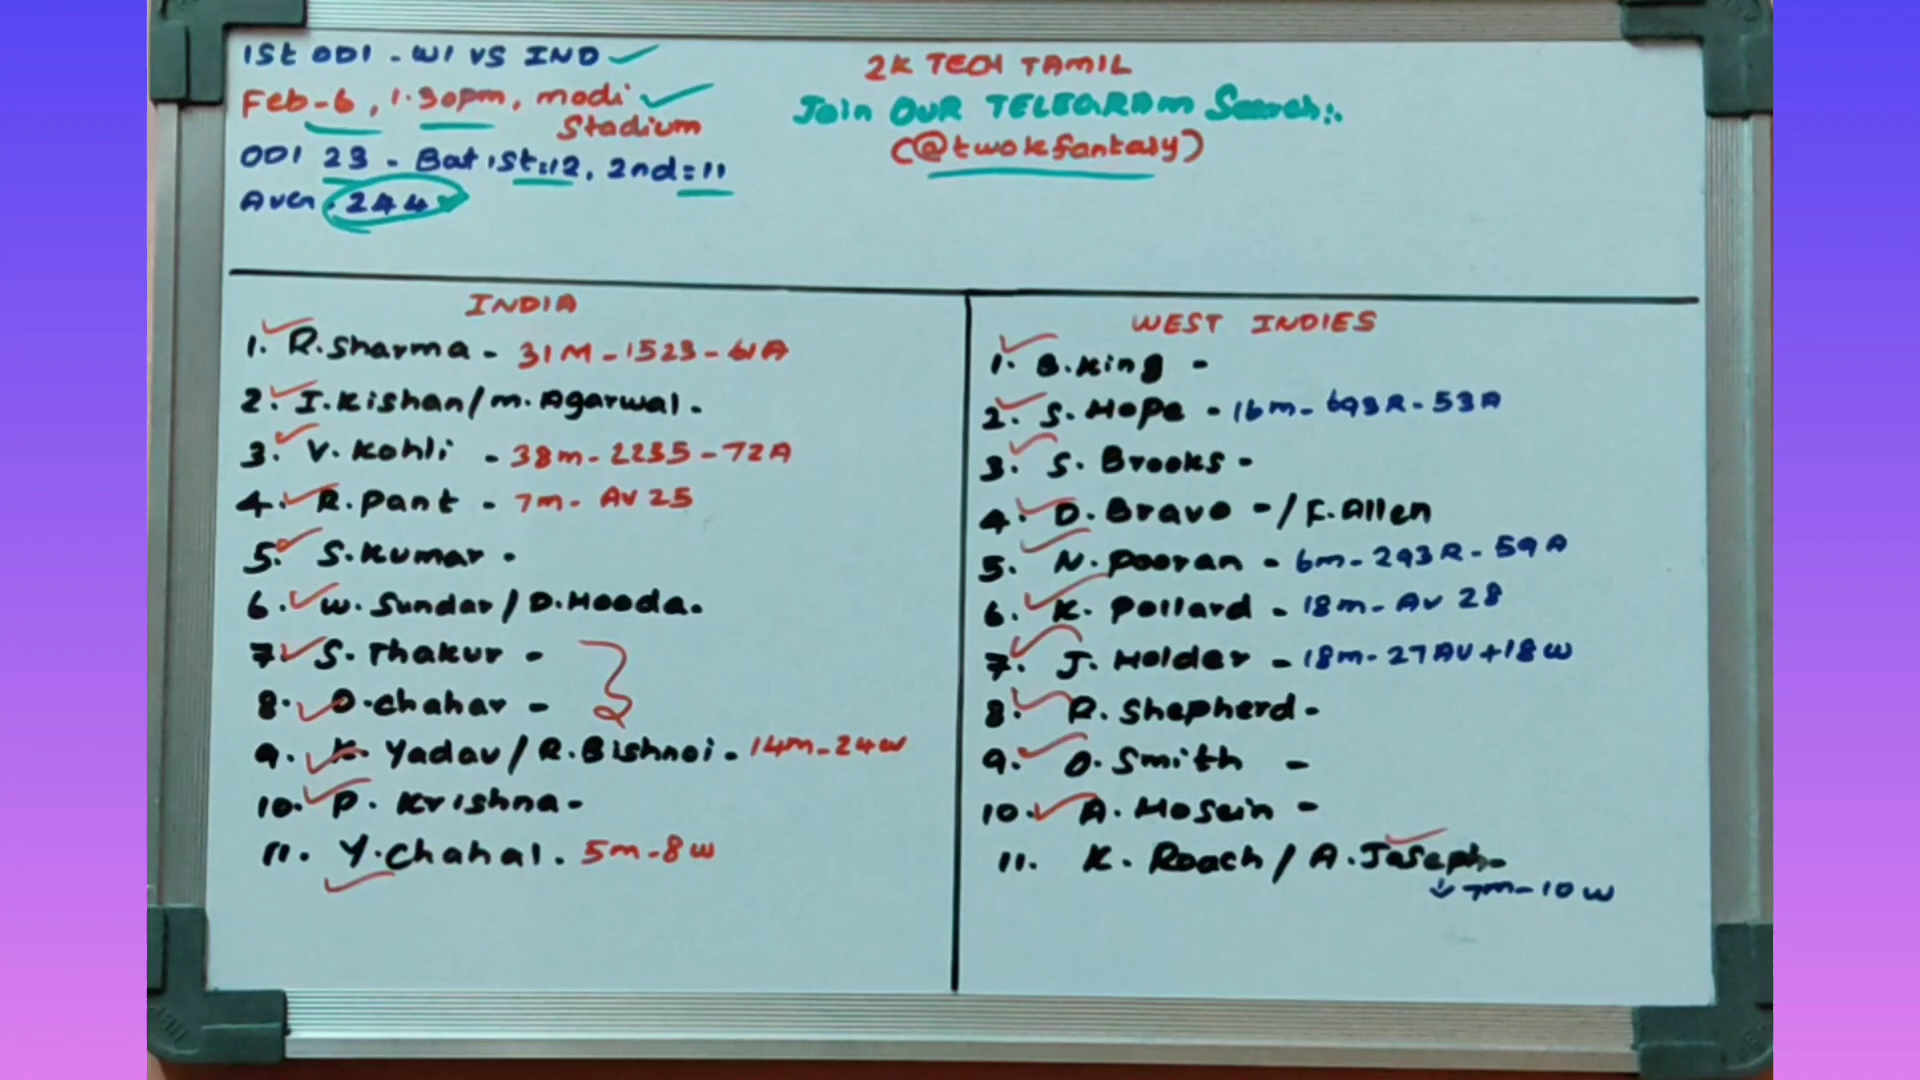 1St ODI - WI VS IND
Feb-6, 1.30pm, modi
Stadium
ODI 23 - Bat 1st=12, 2nd=11
Aver. 244
2K TECH TAMIL
Join OUR TELEGRAM Search:.
(@twokfantasy)
INDIA
1. R.Sharma - 31M-1523-61A
2. I.Kishan/M.Agarwal.
3. V.Kohli - 38m-2235-72A
4. R.Pant - 7m- AV 25
5. S.Kumar -
6. W.Sundar/D.Hooda.
7. S.Thakur -
8. D.Chahar -
9. K. Yadav/R.Bishnoi - 14m-24W
10. P. Krishna -
11. Y.Chahal. 5m-8W
WEST INDIES
1. B.King -
2. S.Hope - 16m-693R-53A
3. S. Brooks -
4. D.Bravo -/F.Allen
5. N.Pooran - 6m-293R-59A
6. K. Pollard - 18m-Av 28
7. J. Holder - 18m-27AV+18W
8. R. Shepherd -
9. O.Smith -
10. A.Hosein -
11. K. Roach/A.Joseph-
↓ 7m-10W